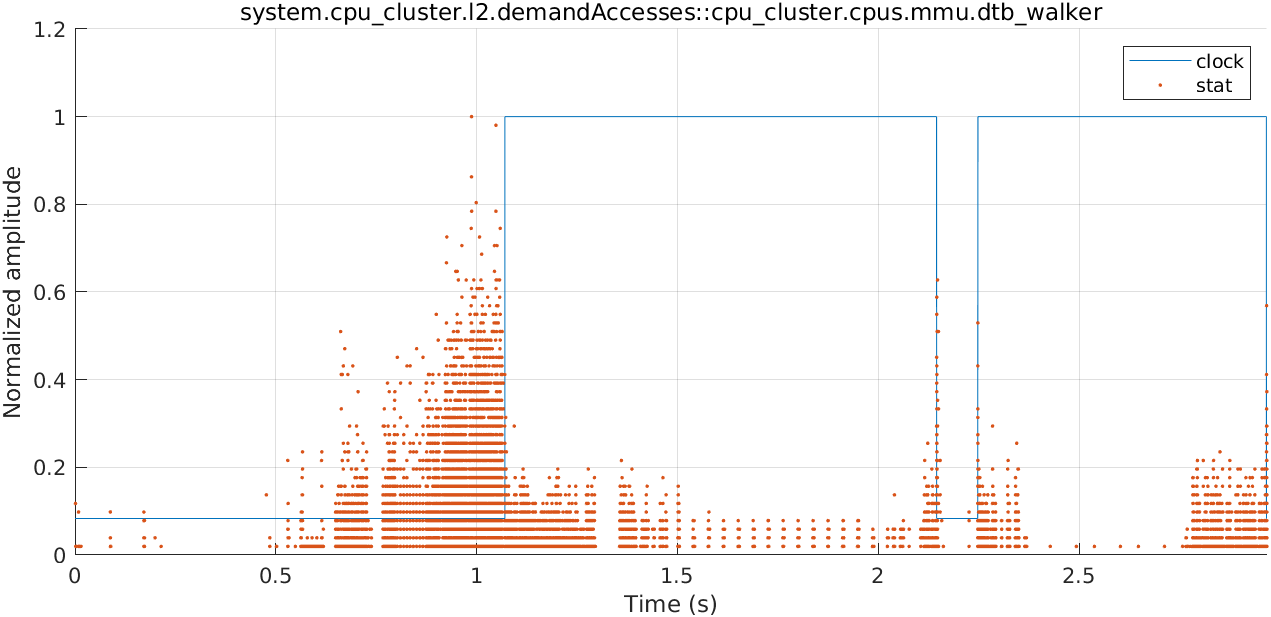 system.cpu_cluster.l2.demandAccesses::cpu_cluster.cpus.mmu.dtb_walker
1.2
1
0.8
0.6
0.4
0.2
0
Normalized amplitude
clock
stat
0 0.5 1 1.5 2 2.5
Time (s)